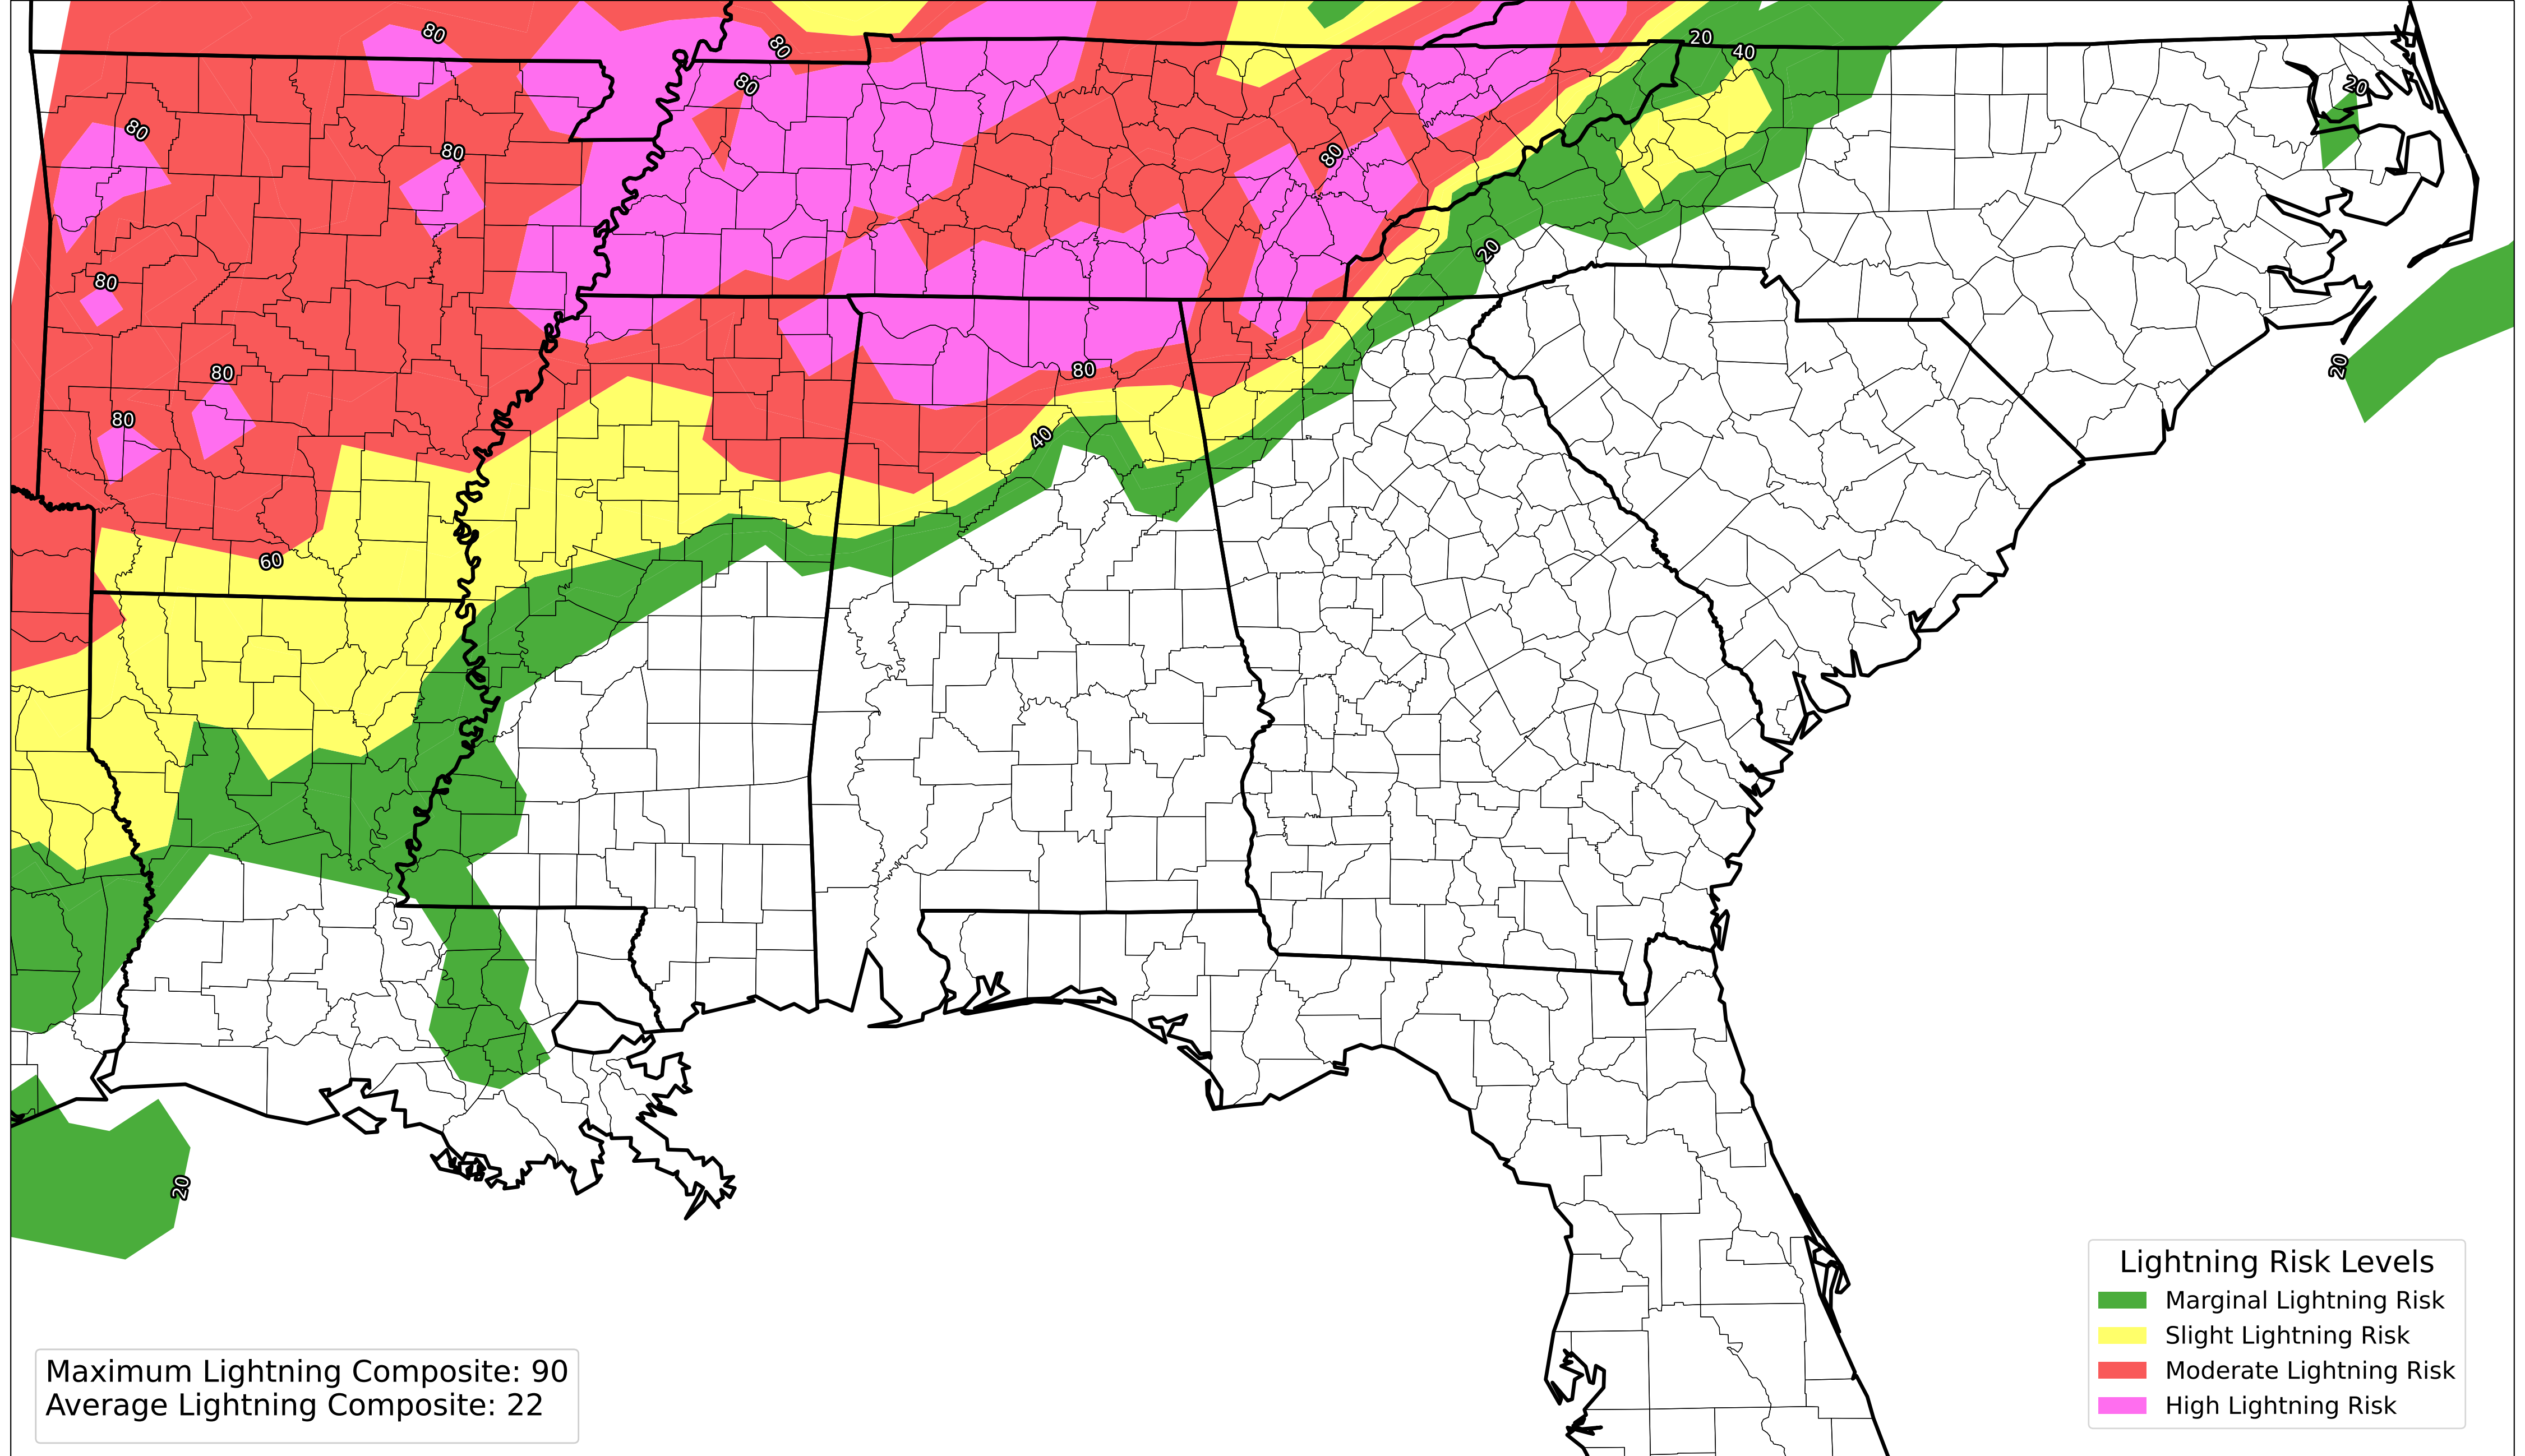 80
80
20
40
80
20
80
80
80
20
80
20
80
80
80
40
60
20
Lightning Risk Levels
Marginal Lightning Risk
Slight Lightning Risk
Moderate Lightning Risk
High Lightning Risk
Maximum Lightning Composite: 90
Average Lightning Composite: 22